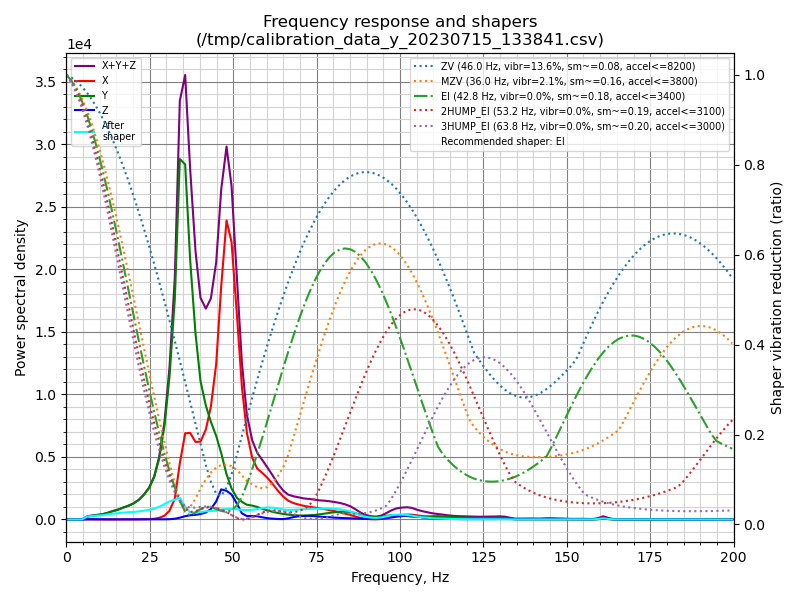 Frequency response and shapers
(/tmp/calibration_data_y_20230715_133841.csv)
1e4
X+Y+Z
X
Y
Z
After
shaper
ZV (46.0 Hz, vibr=13.6%, sm~=0.08, accel<=8200)
MZV (36.0 Hz, vibr=2.1%, sm~=0.16, accel<=3800)
EI (42.8 Hz, vibr=0.0%, sm~=0.18, accel<=3400)
2HUMP_EI (53.2 Hz, vibr=0.0%, sm~=0.19, accel<=3100)
3HUMP_EI (63.8 Hz, vibr=0.0%, sm~=0.20, accel<=3000)
Recommended shaper: EI
3.5
3.0
2.5
2.0
1.5
1.0
0.5
0.0
Power spectral density
1.0
0.8
0.6
0.4
0.2
0.0
Shaper vibration reduction (ratio)
0 25 50 75 100 125 150 175 200
Frequency, Hz